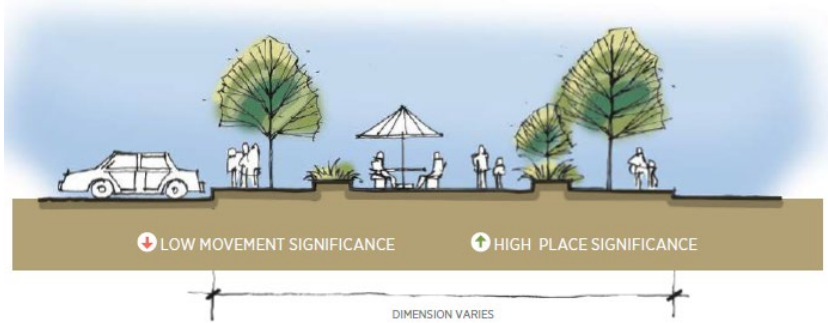 LOW MOVEMENT SIGNIFICANCE
HIGH PLACE SIGNIFICANCE
DIMENSION VARIES